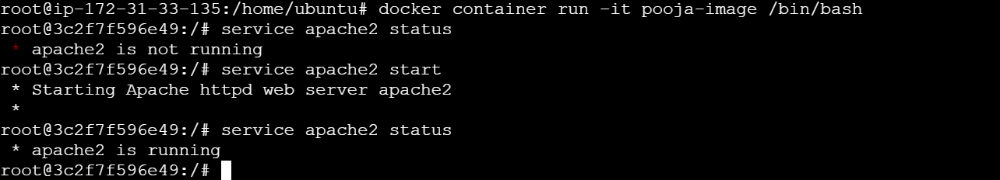 root@ip-172-31-33-135:/home/ubuntu# docker container run -it pooja-image /bin/bash
root@3c2f7f596e49:/# service apache2 status
* apache2 is not running
root@3c2f7f596e49:/# service apache2 start
* Starting Apache httpd web server apache2
*
root@3c2f7f596e49:/# service apache2 status
* apache2 is running
root@3c2f7f596e49:/#